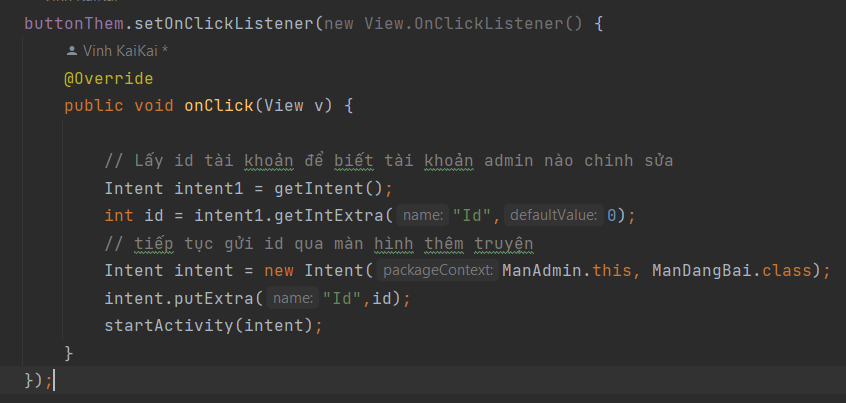 buttonThem.setOnClickListener(new View.OnClickListener() {
Vinh KaiKai *
@Override
public void onClick(View v) {
// Lấy id tài khoản để biết tài khoản admin nào chinh sửa
Intent intent1 = getIntent();
int id = intent1.getIntExtra( name: "Id", defaultValue: 0);
// tiếp tục gửi id qua màn hình thêm truyện
Intent intent = new Intent( packageContext: ManAdmin.this, ManDangBai.class);
intent.putExtra( name: "Id",id);
startActivity(intent);
}
});